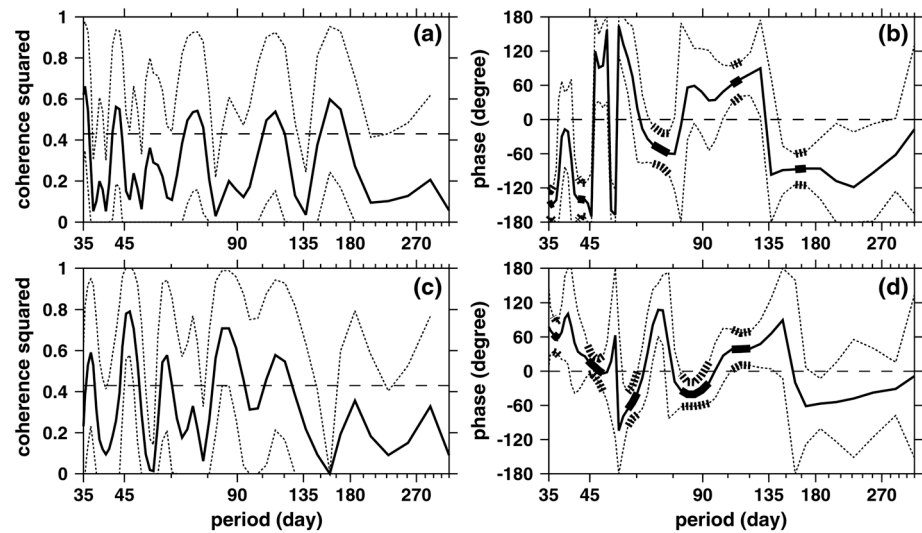 (a)
coherence squared
1
0.8
0.6
0.4
0.2
0
35 45 90 135 180 270
(b)
phase (degree)
180
120
60
0
-60
-120
-180
35 45 90 135 180 270
(c)
coherence squared
1
0.8
0.6
0.4
0.2
0
35 45 90 135 180 270
period (day)
(d)
phase (degree)
180
120
60
0
-60
-120
-180
35 45 90 135 180 270
period (day)